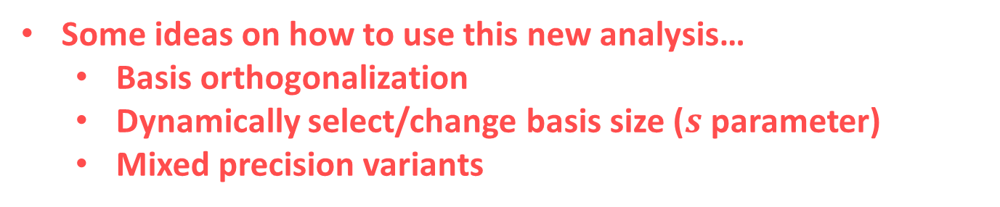 • Some ideas on how to use this new analysis…
• Basis orthogonalization
• Dynamically select/change basis size (s parameter)
• Mixed precision variants